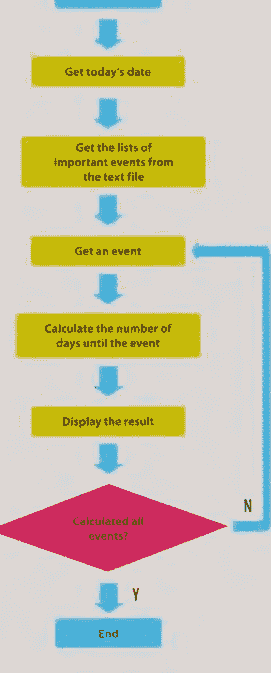 Get today's date
Get the lists of
important events from
the text file
Get an event
Calculate the number of
days until the event
Display the result
Calculated all
events?
N
Y
End